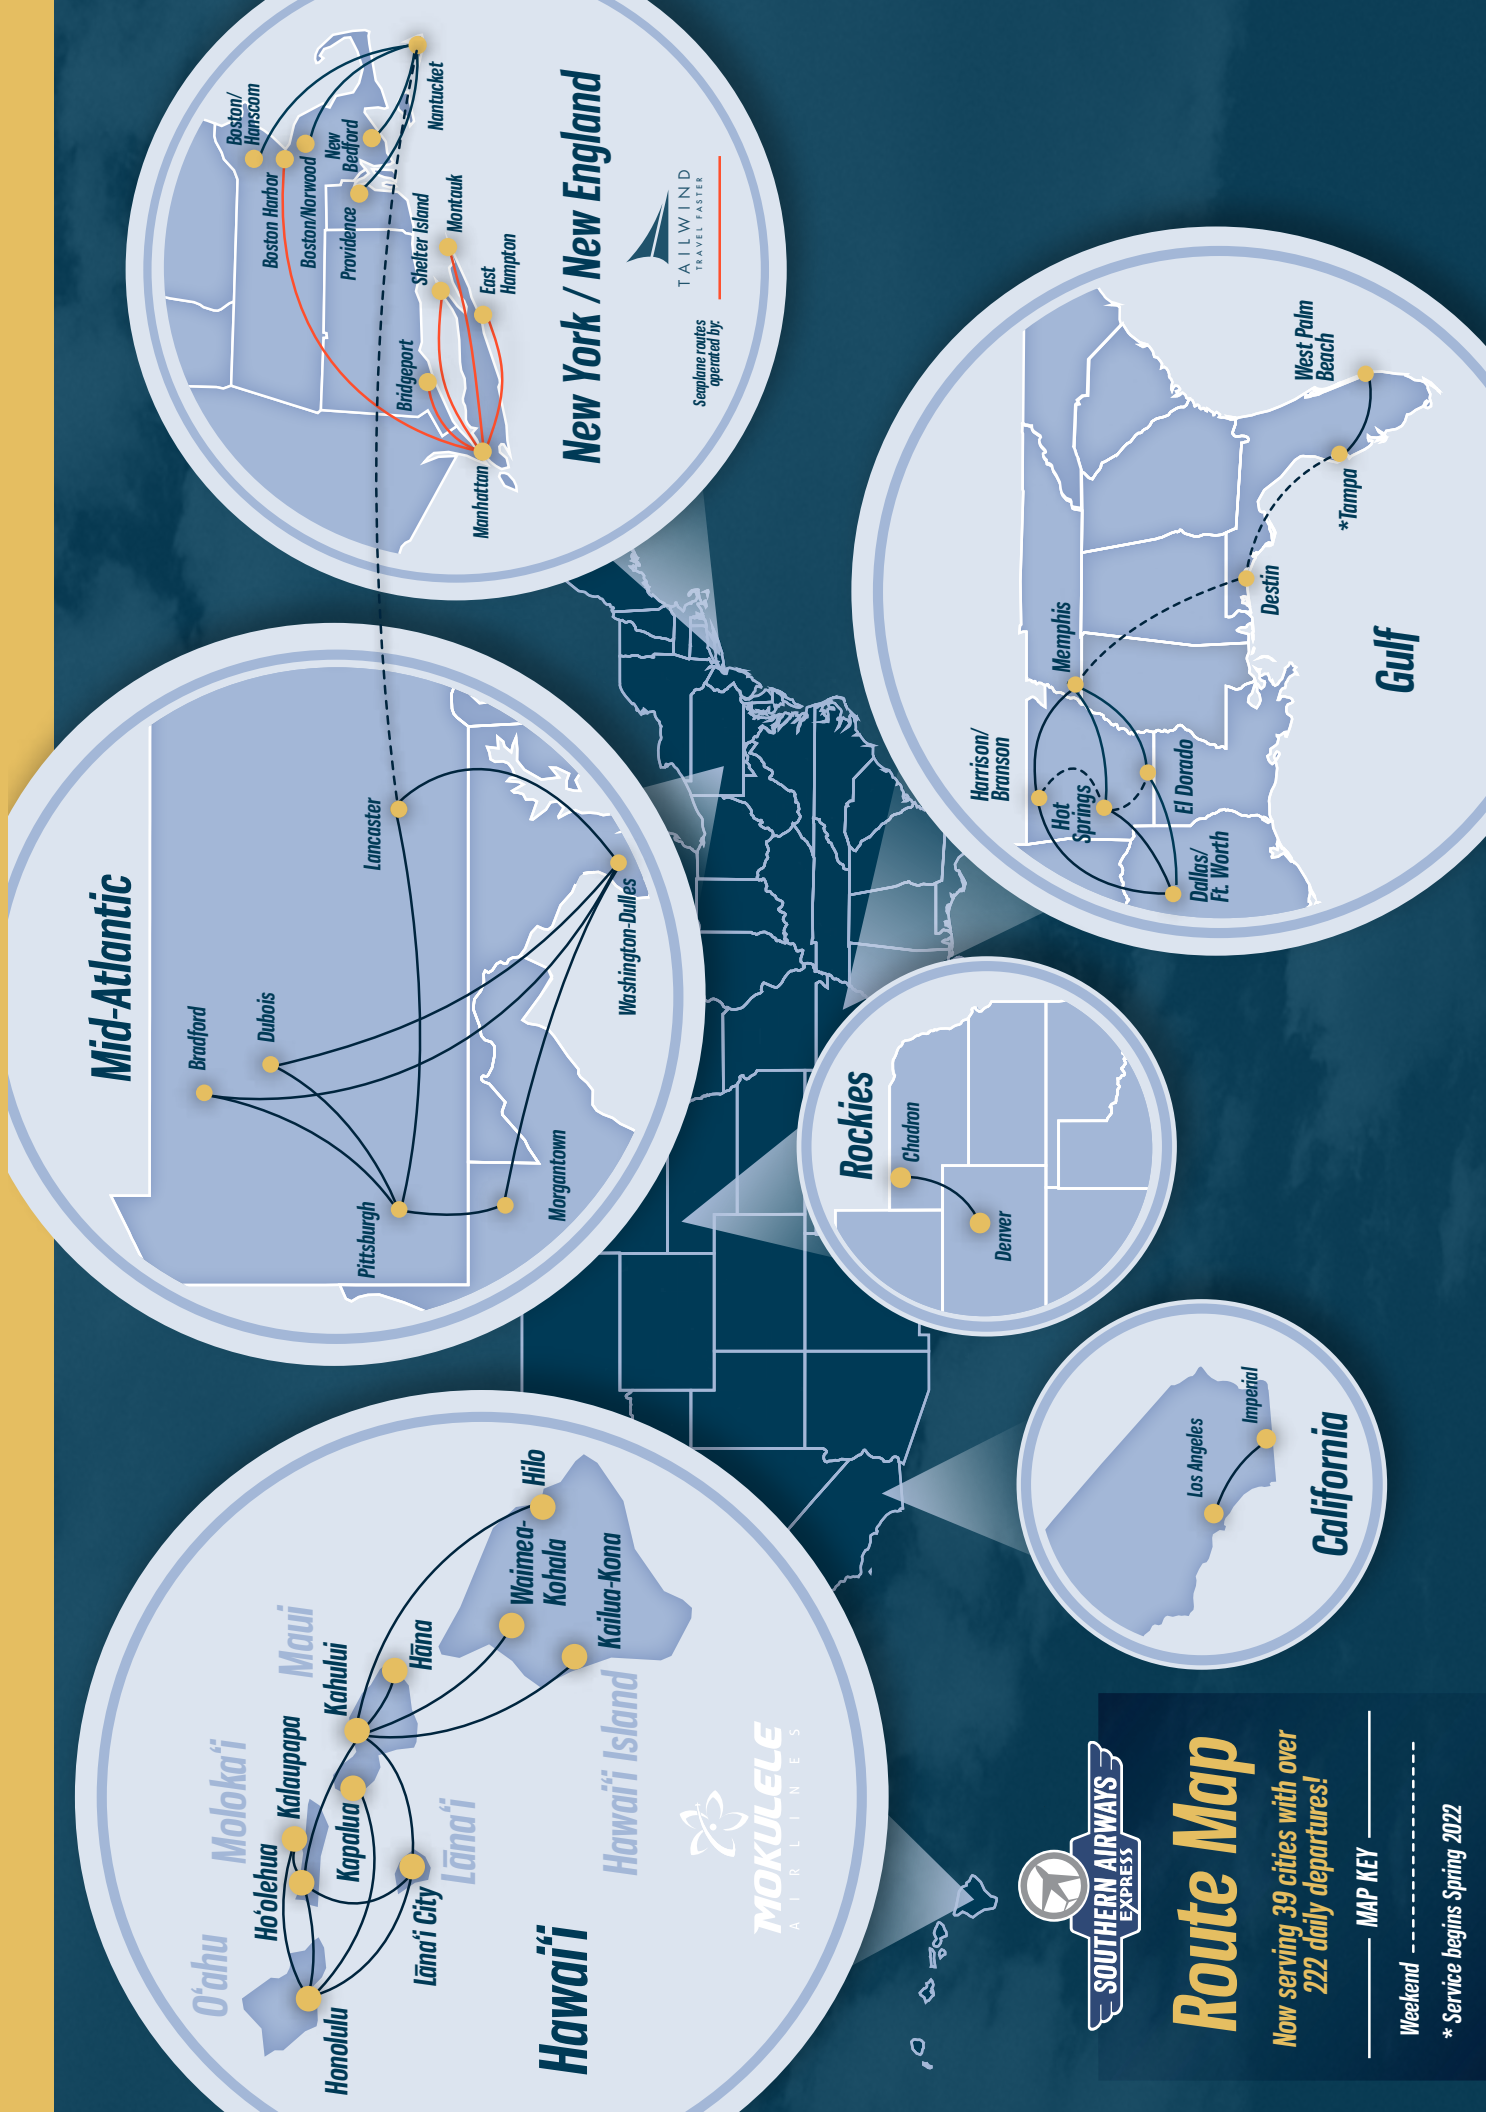 Hawai‘i
O‘ahu
Moloka‘i
Maui
Lāna‘i
Hawai‘i Island
Honolulu
Ho‘olehua
Kalaupapa
Kapalua
Kahului
Lāna‘i City
Hāna
Waimea-
Kohala
Hilo
Kailua-Kona
MOKULELE
AIRLINES
Mid-Atlantic
Bradford
Dubois
Pittsburgh
Lancaster
Morgantown
Washington-Dulles
New York / New England
Boston/
Hanscom
Boston Harbor
Boston/Norwood
New
Bedford
Providence
Nantucket
Shelter Island
Montauk
East
Hampton
Bridgeport
Manhattan
Seaplane routes
operated by:
TAILWIND
TRAVEL FASTER
SOUTHERN AIRWAYS
EXPRESS
Route Map
Now serving 39 cities with over
222 daily departures!
MAP KEY
Weekend
* Service begins Spring 2022
California
Los Angeles
Imperial
Rockies
Chadron
Denver
Gulf
Harrison/
Branson
Memphis
Hot
Springs
El Dorado
Dallas/
Ft. Worth
Destin
*Tampa
West Palm
Beach